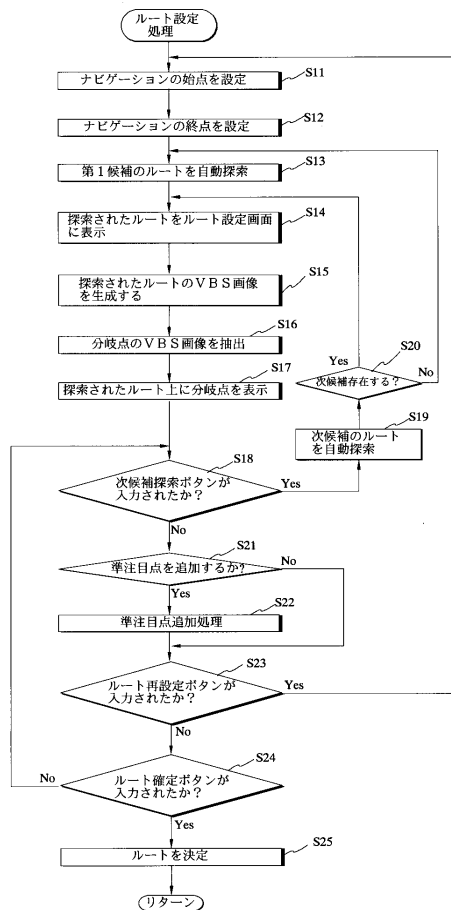 ルート設定
処理
ナビゲーションの始点を設定
S11
ナビゲーションの終点を設定
S12
第1候補のルートを自動探索
S13
探索されたルートをルート設定画面
に表示
S14
探索されたルートのVBS画像
を生成する
S15
分岐点のVBS画像を抽出
S16
探索されたルート上に分岐点を表示
S17
次候補探索ボタンが
入力されたか?
S18
Yes
No
次候補のルート
を自動探索
S19
次候補存在する?
S20
Yes
No
準注目点を追加するか?
S21
No
Yes
準注目点追加処理
S22
ルート再設定ボタンが
入力されたか?
S23
Yes
No
ルート確定ボタンが
入力されたか?
S24
No
Yes
ルートを決定
S25
リターン